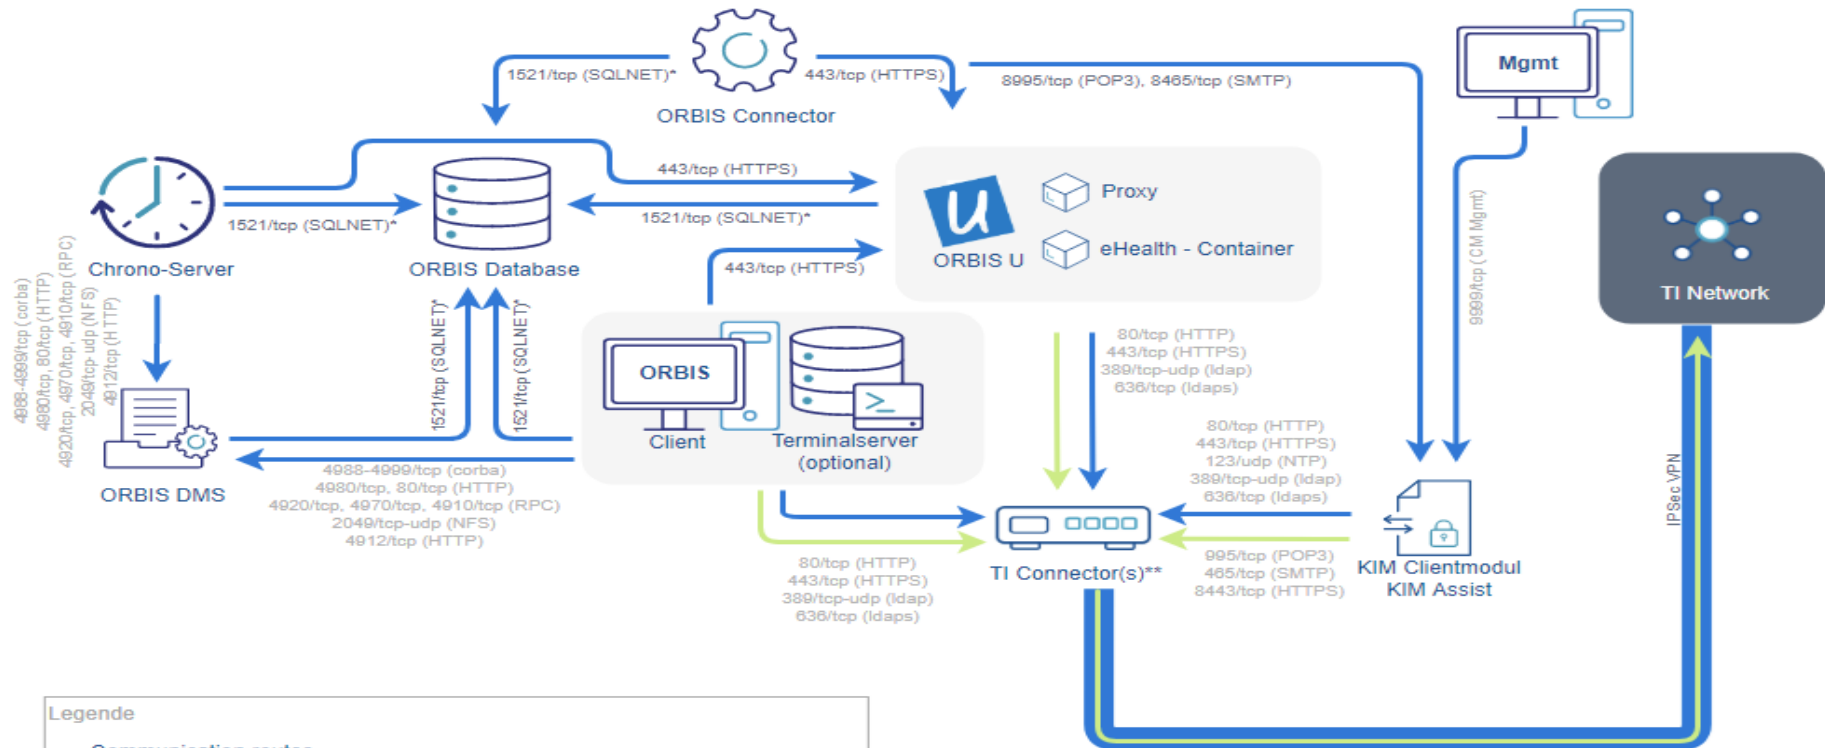 1521/tcp (SQLNET)*
443/tcp (HTTPS)
8995/tcp (POP3), 8465/tcp (SMTP)
ORBIS Connector
Mgmt
443/tcp (HTTPS)
1521/tcp (SQLNET)*
1521/tcp (SQLNET)*
Chrono-Server
ORBIS Database
U
ORBIS U
Proxy
eHealth - Container
443/tcp (HTTPS)
9999/tcp (CM Mgmt)
TI Network
4988-4999/tcp (corba)
4980/tcp, 80/tcp (HTTP)
4920/tcp, 4970/tcp, 4910/tcp (RPC)
2049/tcp-udp (NFS)
4912/tcp (HTTP)
1521/tcp (SQLNET)*
1521/tcp (SQLNET)*
ORBIS
Client
Terminalserver
(optional)
80/tcp (HTTP)
443/tcp (HTTPS)
389/tcp-udp (ldap)
636/tcp (ldaps)
ORBIS DMS
4988-4999/tcp (corba)
4980/tcp, 80/tcp (HTTP)
4920/tcp, 4970/tcp, 4910/tcp (RPC)
2049/tcp-udp (NFS)
4912/tcp (HTTP)
80/tcp (HTTP)
443/tcp (HTTPS)
123/udp (NTP)
389/tcp-udp (ldap)
636/tcp (ldaps)
IPSec VPN
995/tcp (POP3)
465/tcp (SMTP)
8443/tcp (HTTPS)
KIM Clientmodul
KIM Assist
TI Connector(s)**
80/tcp (HTTP)
443/tcp (HTTPS)
389/tcp-udp (ldap)
636/tcp (ldaps)
Legende
Communication routes